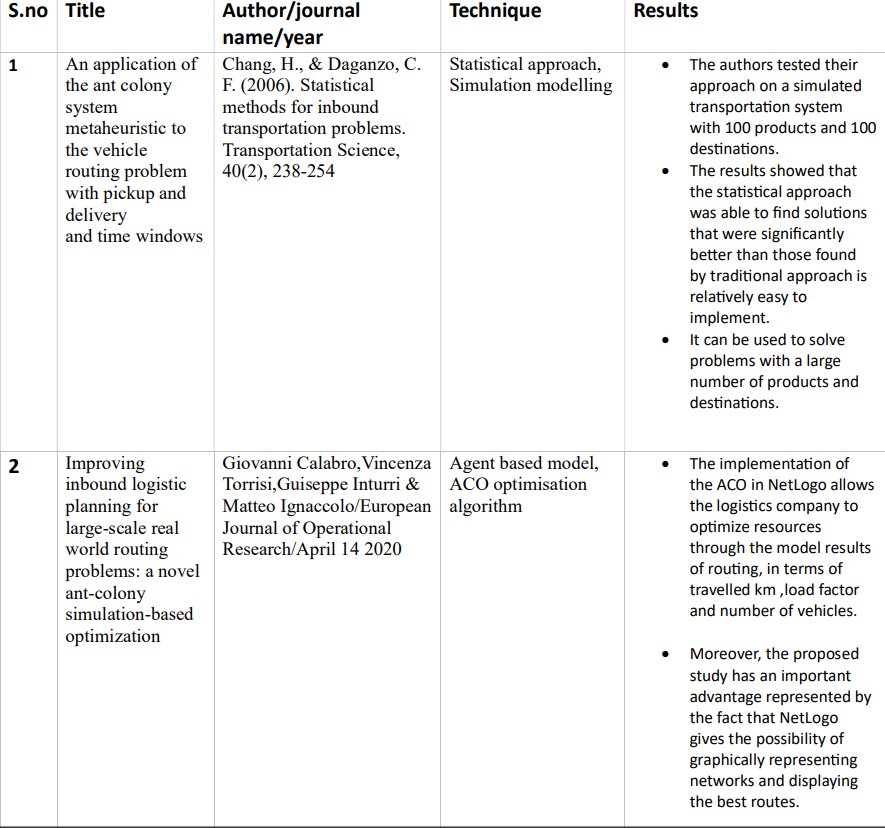 S.no Title Author/journal name/year Technique Results
1
An application of
the ant colony
system
metaheuristic to
the vehicle
routing problem
with pickup and
delivery
and time windows
Chang, H., & Daganzo, C.
F. (2006). Statistical
methods for inbound
transportation problems.
Transportation Science,
40(2), 238-254
Statistical approach,
Simulation modelling
• The authors tested their
approach on a simulated
transportation system
with 100 products and 100
destinations.
• The results showed that
the statistical approach
was able to find solutions
that were significantly
better than those found
by traditional approach is
relatively easy to
implement.
• It can be used to solve
problems with a large
number of products and
destinations.
2
Improving
inbound logistic
planning for
large-scale real
world routing
problems: a novel
ant-colony
simulation-based
optimization
Giovanni Calabro,Vincenza
Torrisi,Guiseppe Inturri &
Matteo Ignaccolo/European
Journal of Operational
Research/April 14 2020
Agent based model,
ACO optimisation
algorithm
• The implementation of
the ACO in NetLogo allows
the logistics company to
optimize resources
through the model results
of routing, in terms of
travelled km ,load factor
and number of vehicles.
• Moreover, the proposed
study has an important
advantage represented by
the fact that NetLogo
gives the possibility of
graphically representing
networks and displaying
the best routes.